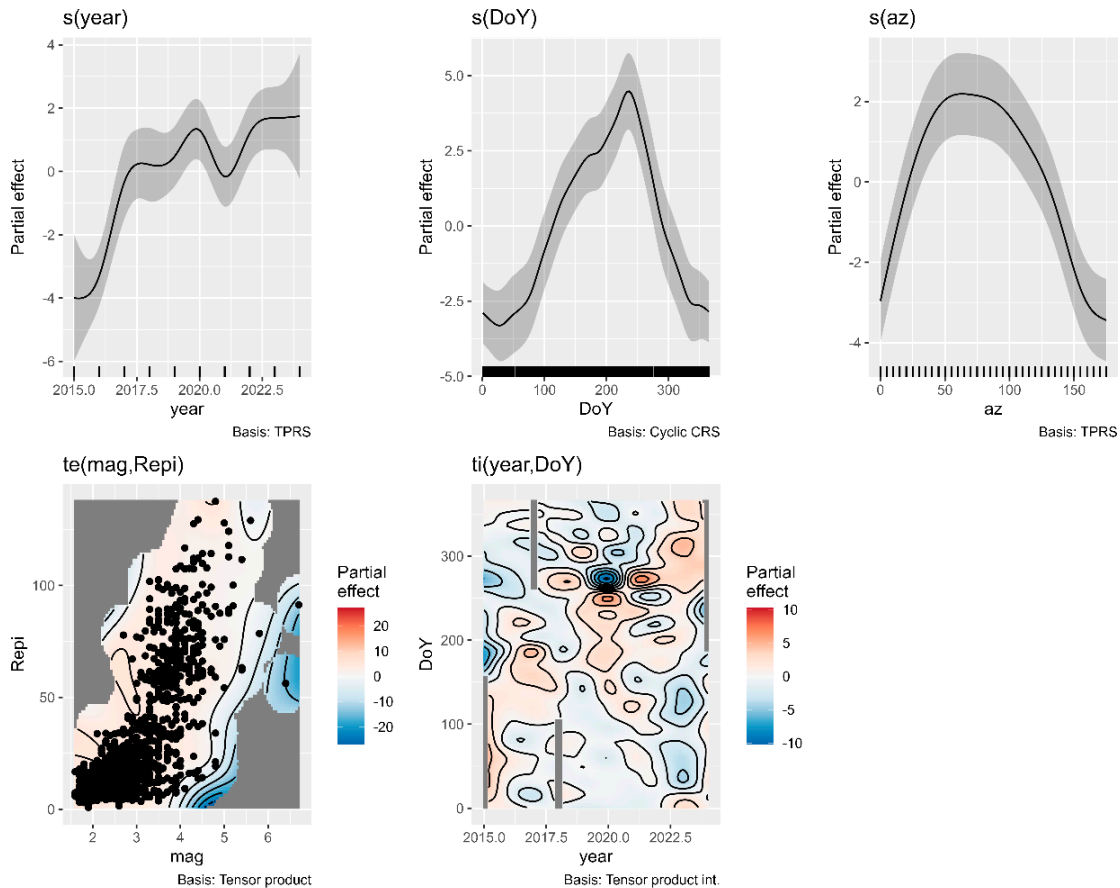 s(year)
4
2
0
-2
-4
-6
2015.0 2017.5 2020.0 2022.5
Partial effect
year
Basis: TPRS
s(DoY)
5.0
2.5
0.0
-2.5
-5.0
0 100 200 300
Partial effect
DoY
Basis: Cyclic CRS
s(az)
2
0
-2
-4
0 50 100 150
Partial effect
az
Basis: TPRS
te(mag,Repi)
100
50
0
2 3 4 5 6
Repi
mag
Partial
effect
20
10
0
-10
-20
Basis: Tensor product
ti(year,DoY)
300
200
100
0
2015.0 2017.5 2020.0 2022.5
DoY
year
Partial
effect
10
5
0
-5
-10
Basis: Tensor product int.